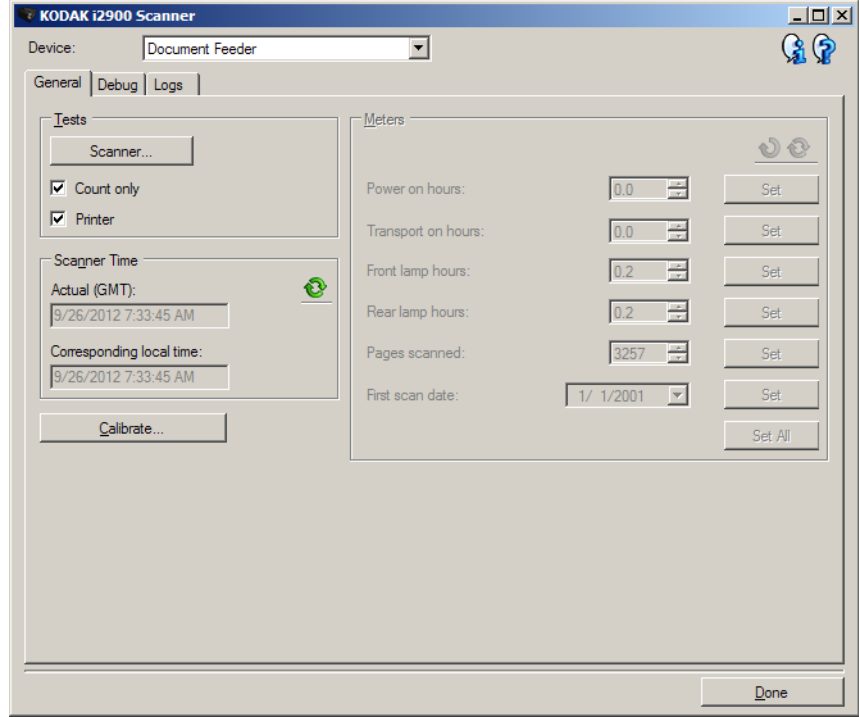 KODAK i2900 Scanner
Device: Document Feeder
General Debug Logs
Tests
Scanner...
Count only
Printer
Scanner Time
Actual (GMT):
9/26/2012 7:33:45 AM
Corresponding local time:
9/26/2012 7:33:45 AM
Calibrate...
Meters
Power on hours: 0.0 Set
Transport on hours: 0.0 Set
Front lamp hours: 0.2 Set
Rear lamp hours: 0.2 Set
Pages scanned: 3257 Set
First scan date: 1/ 1/2001 Set
Set All
Done